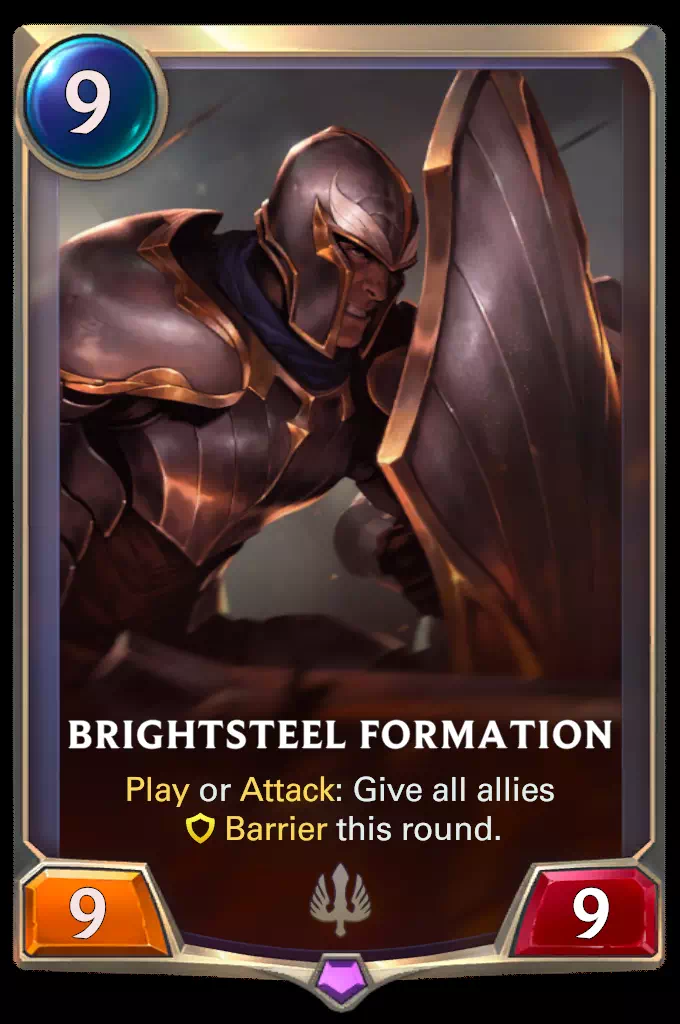 9
BRIGHTSTEEL FORMATION
Play or Attack: Give all allies
Barrier this round.
9 9